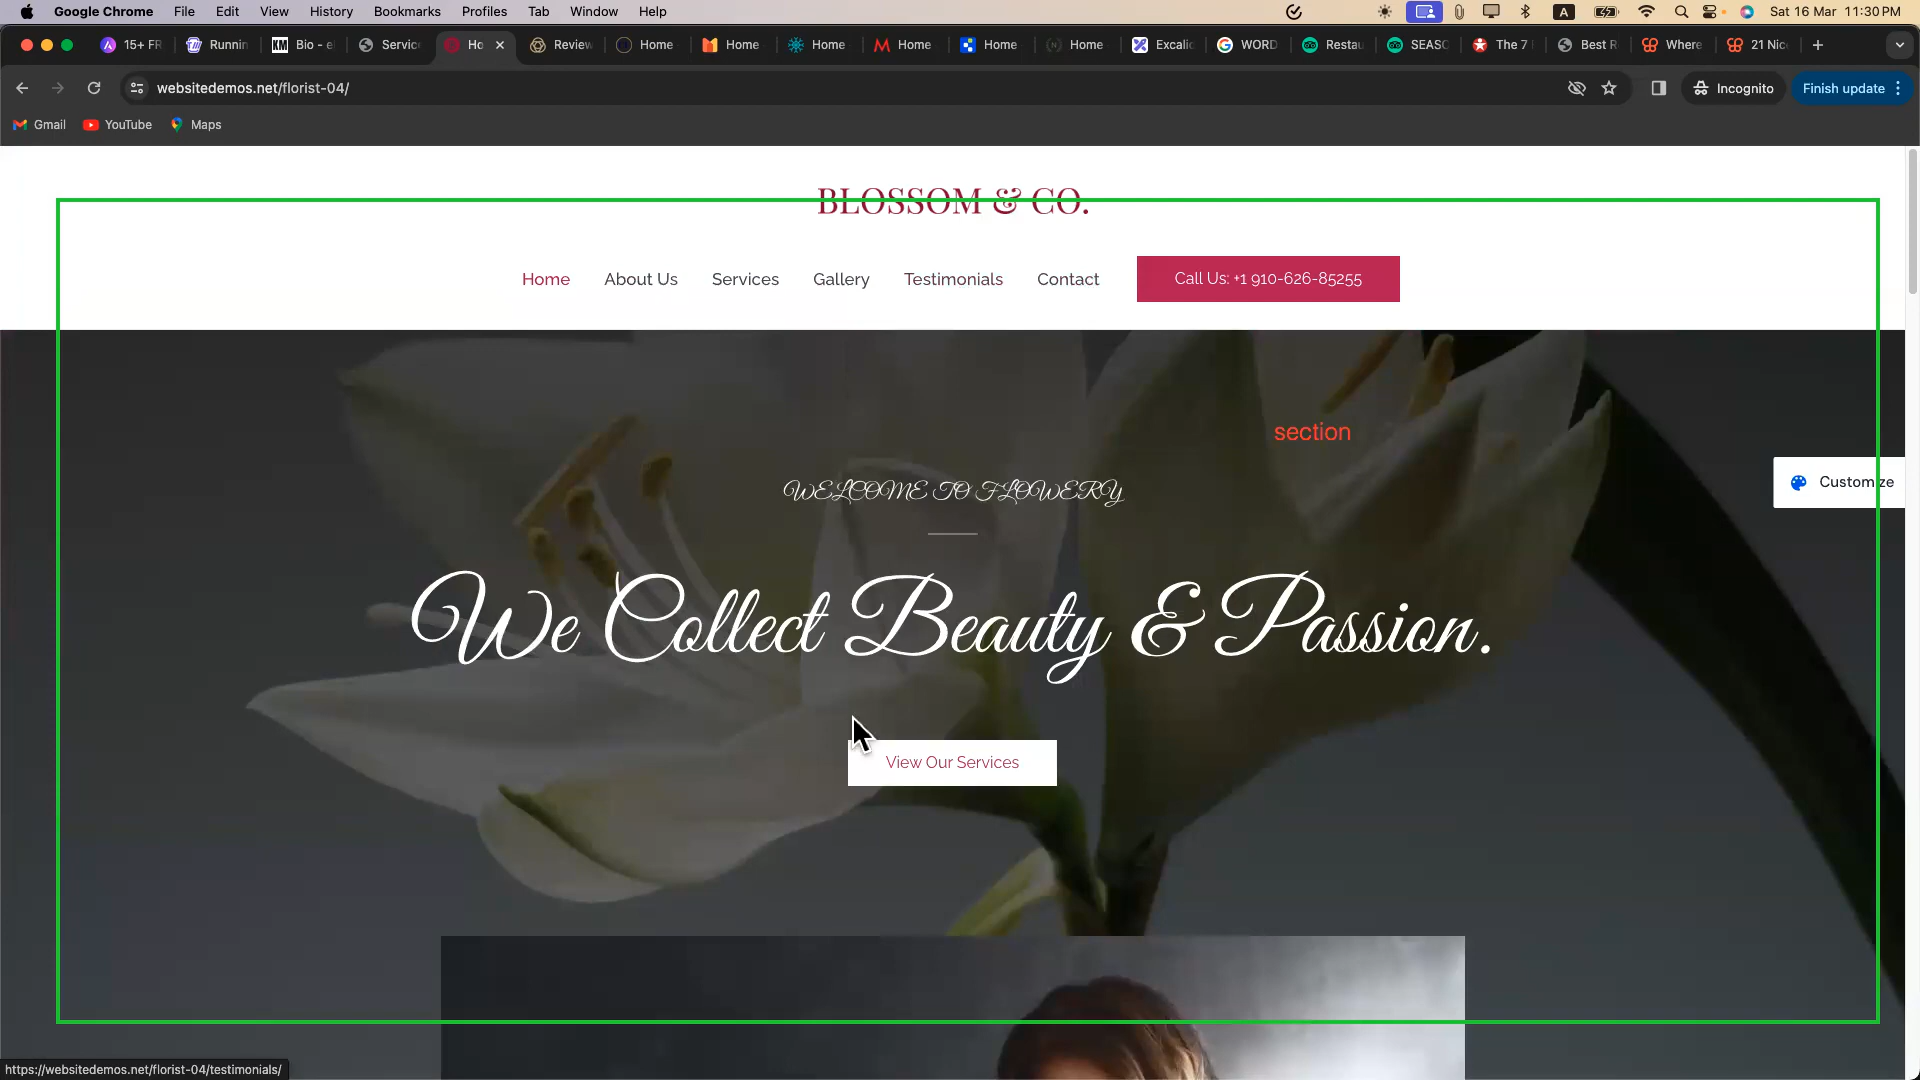 Google Chrome File Edit View History Bookmarks Profiles Tab Window Help A Sat 16 Mar 11:30 PM
15+ FR Runnin KM Bio - e Servic Ho Review Home Home Home Home Home Home Excalid WORD Restau SEASO The 7 Best R Where 21 Nic
websitedemos.net/florist-04/ Incognito Finish update
Gmail YouTube Maps
BLOSSOM & CO.
Home About Us Services Gallery Testimonials Contact Call Us: +1 910-626-85255
section
Customize
WELCOME TO FLOWERY
We Collect Beauty & Passion.
View Our Services
https://websitedemos.net/florist-04/testimonials/